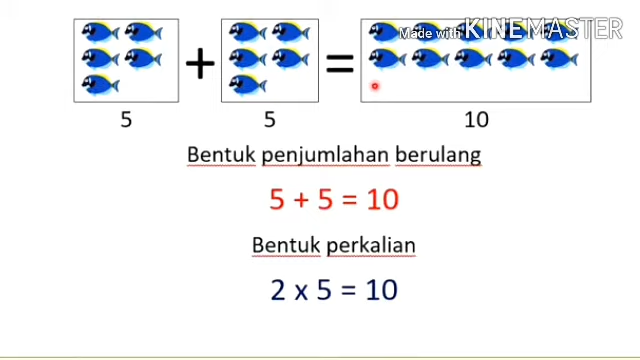 Made with KINEMASTER
+ =
5 5 10
Bentuk penjumlahan berulang
5 + 5 = 10
Bentuk perkalian
2 x 5 = 10